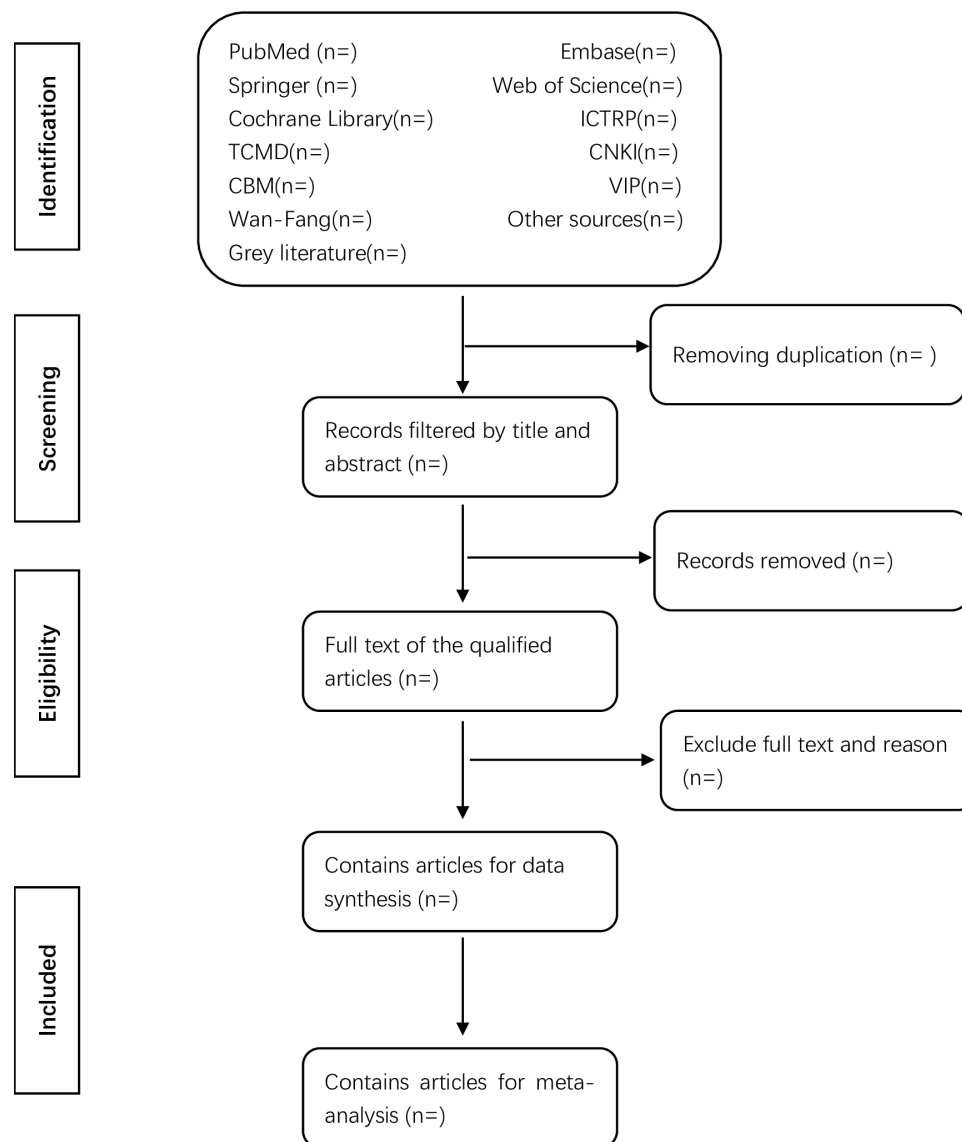 Identification
PubMed (n=)
Embase(n=)
Springer (n=)
Web of Science(n=)
Cochrane Library(n=)
ICTRP(n=)
TCMD(n=)
CNKI(n=)
CBM(n=)
VIP(n=)
Wan-Fang(n=)
Other sources(n=)
Grey literature(n=)
Screening
Removing duplication (n= )
Records filtered by title and
abstract (n=)
Records removed (n=)
Eligibility
Full text of the qualified
articles (n=)
Exclude full text and reason
(n=)
Included
Contains articles for data
synthesis (n=)
Contains articles for meta-
analysis (n=)